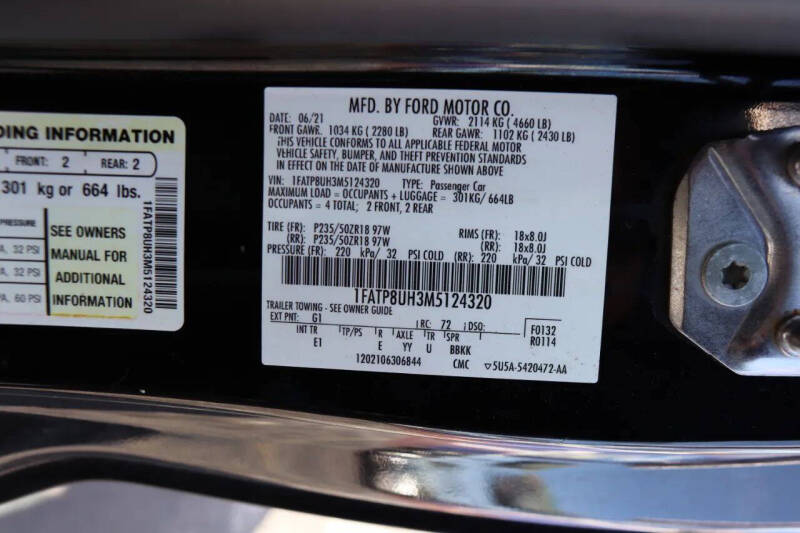 DING INFORMATION
FRONT: 2 REAR: 2
301 kg or 664 lbs.
PRESSURE
SEE OWNERS
MANUAL FOR
ADDITIONAL
INFORMATION
32 PSI
32 PSI
60 PSI
1FATP8UH3M5124320
MFD. BY FORD MOTOR CO.
DATE: 06/21 GVWR: 2114 KG ( 4660 LB)
FRONT GAWR: 1034 KG ( 2280 LB) REAR GAWR: 1102 KG ( 2430 LB)
THIS VEHICLE CONFORMS TO ALL APPLICABLE FEDERAL MOTOR
VEHICLE SAFETY, BUMPER, AND THEFT PREVENTION STANDARDS
IN EFFECT ON THE DATE OF MANUFACTURE SHOWN ABOVE
VIN: 1FATP8UH3M5124320 TYPE: Passenger Car
MAXIMUM LOAD = OCCUPANTS + LUGGAGE = 301KG/ 664LB
OCCUPANTS = 4 TOTAL; 2 FRONT, 2 REAR
TIRE (FR): P235/50ZR18 97W RIMS (FR): 18x8.0J
(RR): P235/50ZR18 97W (RR): 18x8.0J
PRESSURE (FR): 220 kPa/ 32 PSI COLD (RR): 220 kPa/ 32 PSI COLD
1FATP8UH3M5124320
TRAILER TOWING - SEE OWNER GUIDE
EXT PNT: G1 RC: 72 DSO: F0132
INT TR TP/PS R AXLE TR SPR R0114
E1 E YY U BBKK
1202106306844 CMC ▽5U5A-5420472-AA